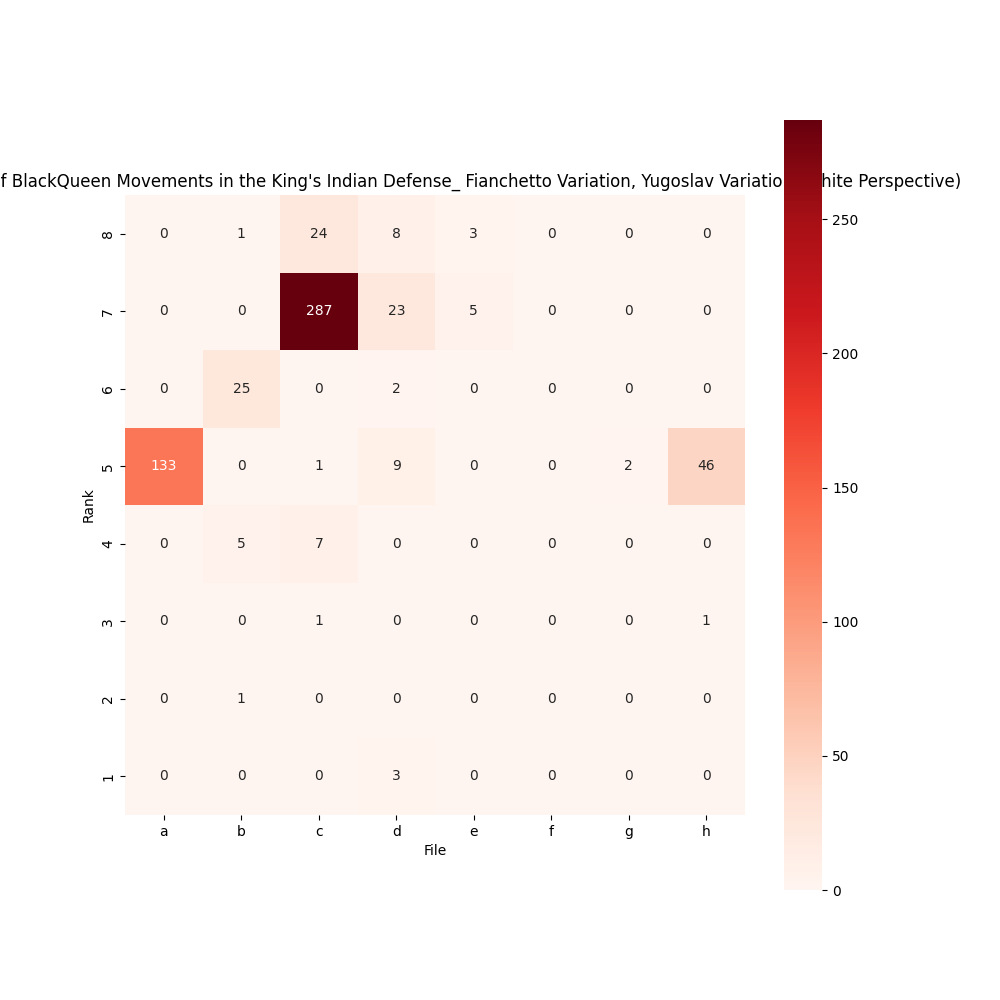 f BlackQueen Movements in the King's Indian Defense_ Fianchetto Variation, Yugoslav Variatio hite Perspective)
8 0 1 24 8 3 0 0 0
7 0 0 287 23 5 0 0 0
6 0 25 0 2 0 0 0 0
5 133 0 1 9 0 0 2 46
4 0 5 7 0 0 0 0 0
3 0 0 1 0 0 0 0 1
2 0 1 0 0 0 0 0 0
1 0 0 0 3 0 0 0 0
a b c d e f g h
File
Rank
250
200
150
100
50
0